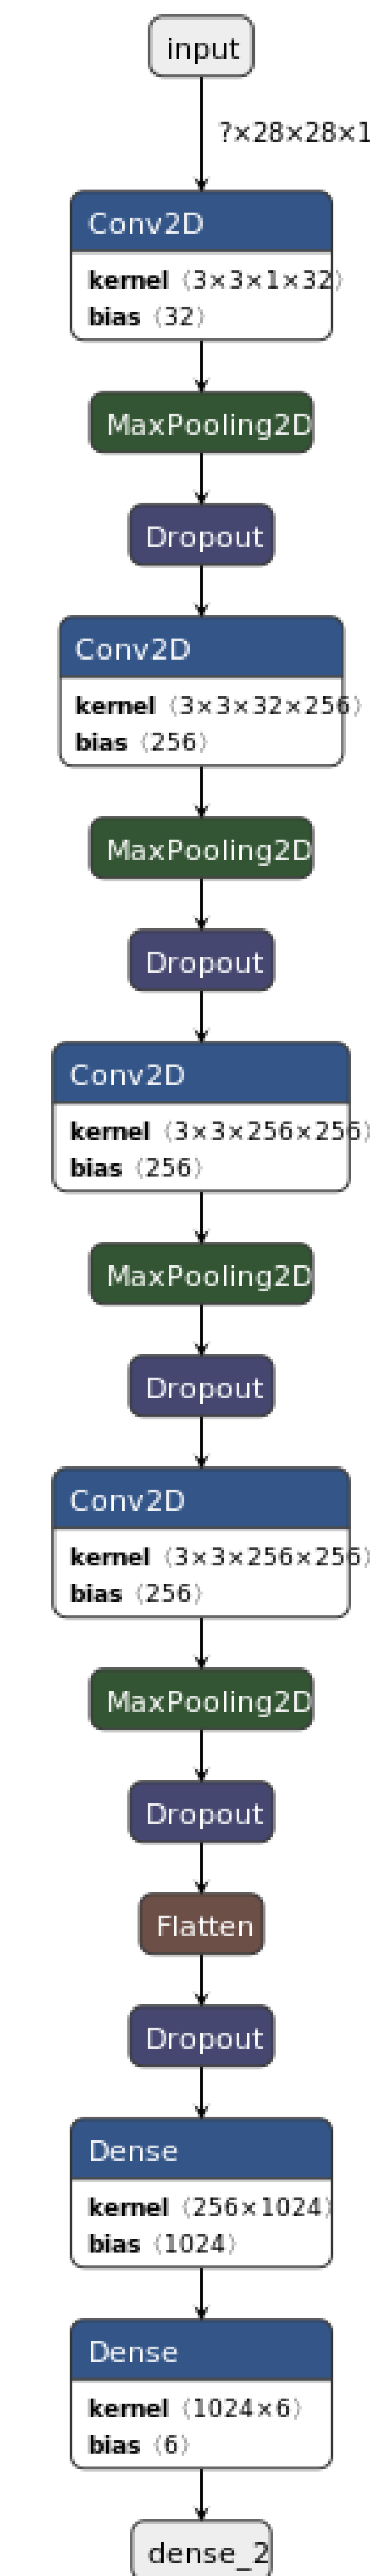 input
?×28×28×1
Conv2D
kernel ⟨3×3×1×32⟩
bias ⟨32⟩
MaxPooling2D
Dropout
Conv2D
kernel ⟨3×3×32×256⟩
bias ⟨256⟩
MaxPooling2D
Dropout
Conv2D
kernel ⟨3×3×256×256⟩
bias ⟨256⟩
MaxPooling2D
Dropout
Conv2D
kernel ⟨3×3×256×256⟩
bias ⟨256⟩
MaxPooling2D
Dropout
Flatten
Dropout
Dense
kernel ⟨256×1024⟩
bias ⟨1024⟩
Dense
kernel ⟨1024×6⟩
bias ⟨6⟩
dense_2